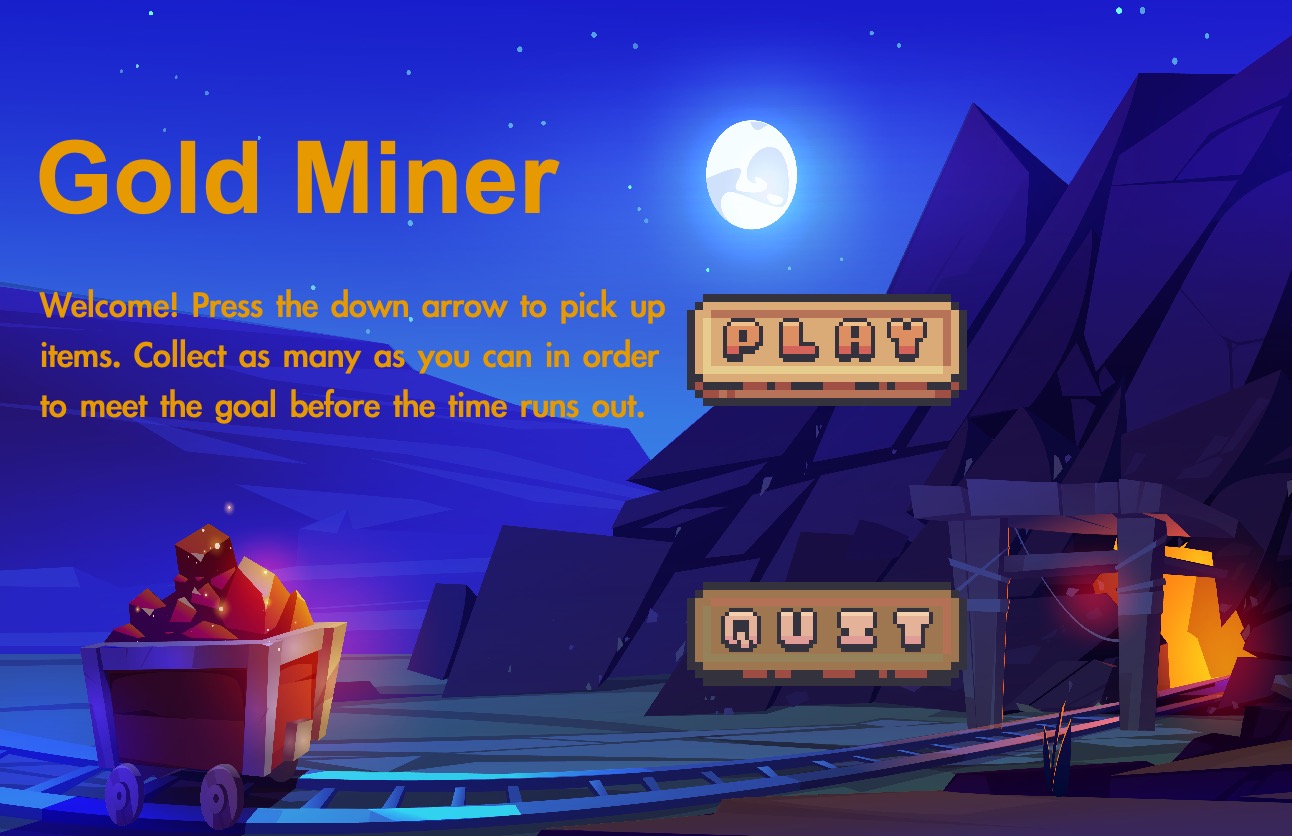 Gold Miner
Welcome! Press the down arrow to pick up
items. Collect as many as you can in order
to meet the goal before the time runs out.
PLAY
QUIT